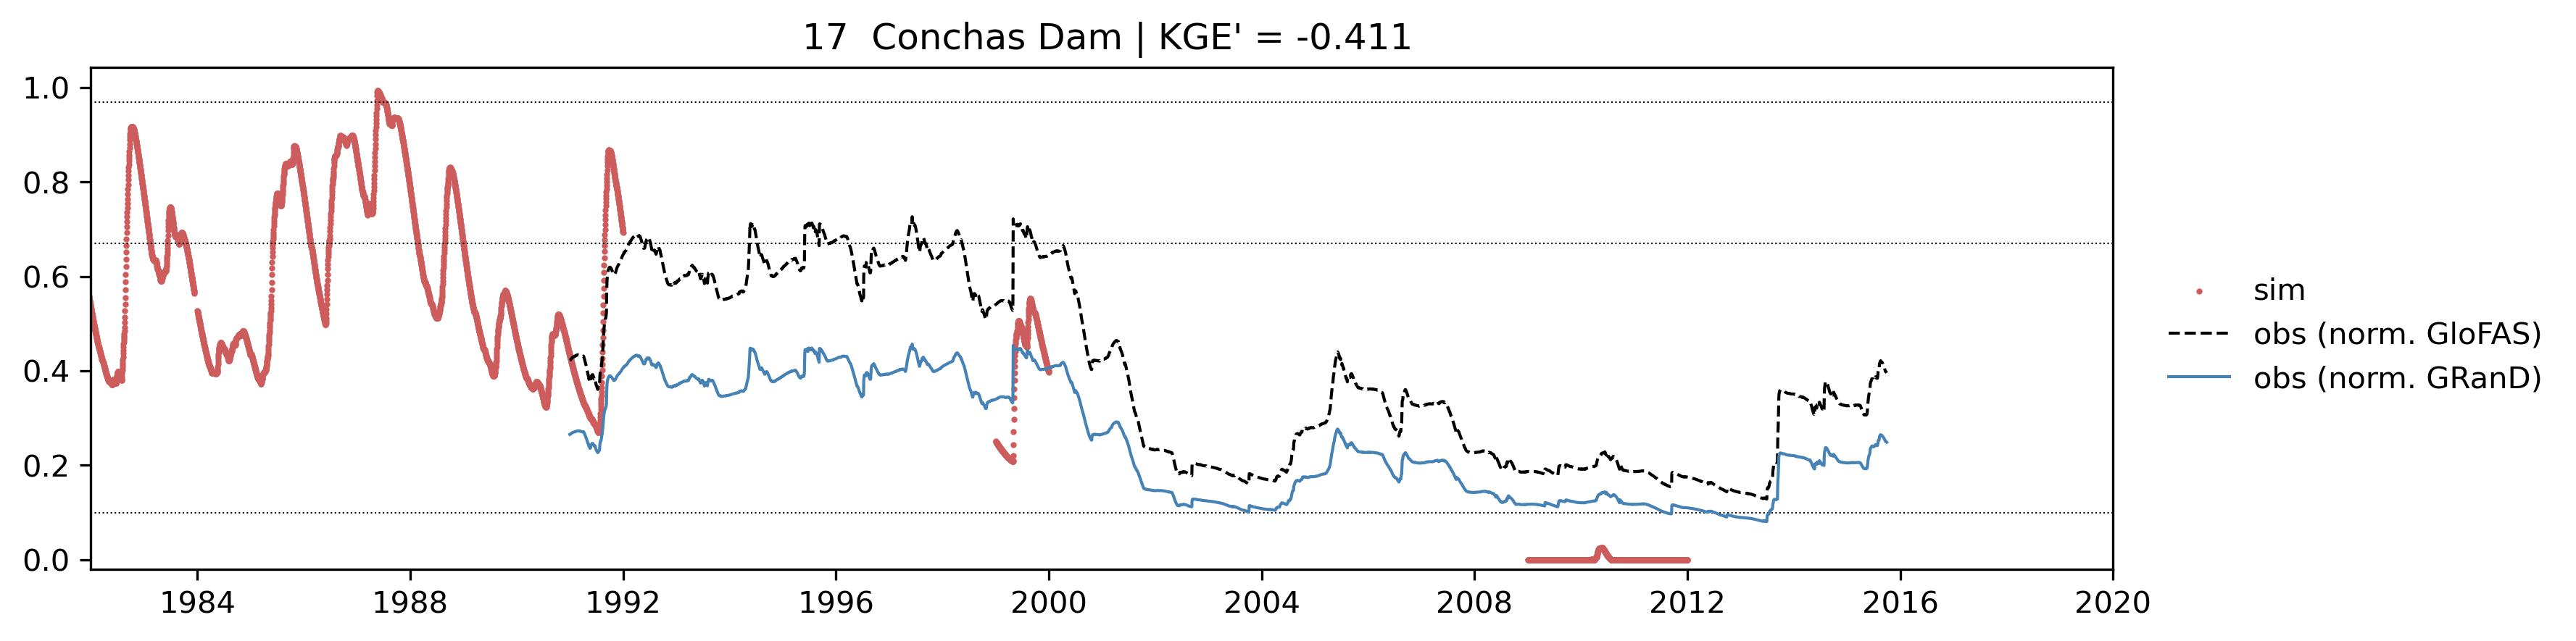 17  Conchas Dam | KGE' = -0.411
1.0
0.8
0.6
0.4
0.2
0.0
1984 1988 1992 1996 2000 2004 2008 2012 2016 2020
sim
obs (norm. GloFAS)
obs (norm. GRanD)